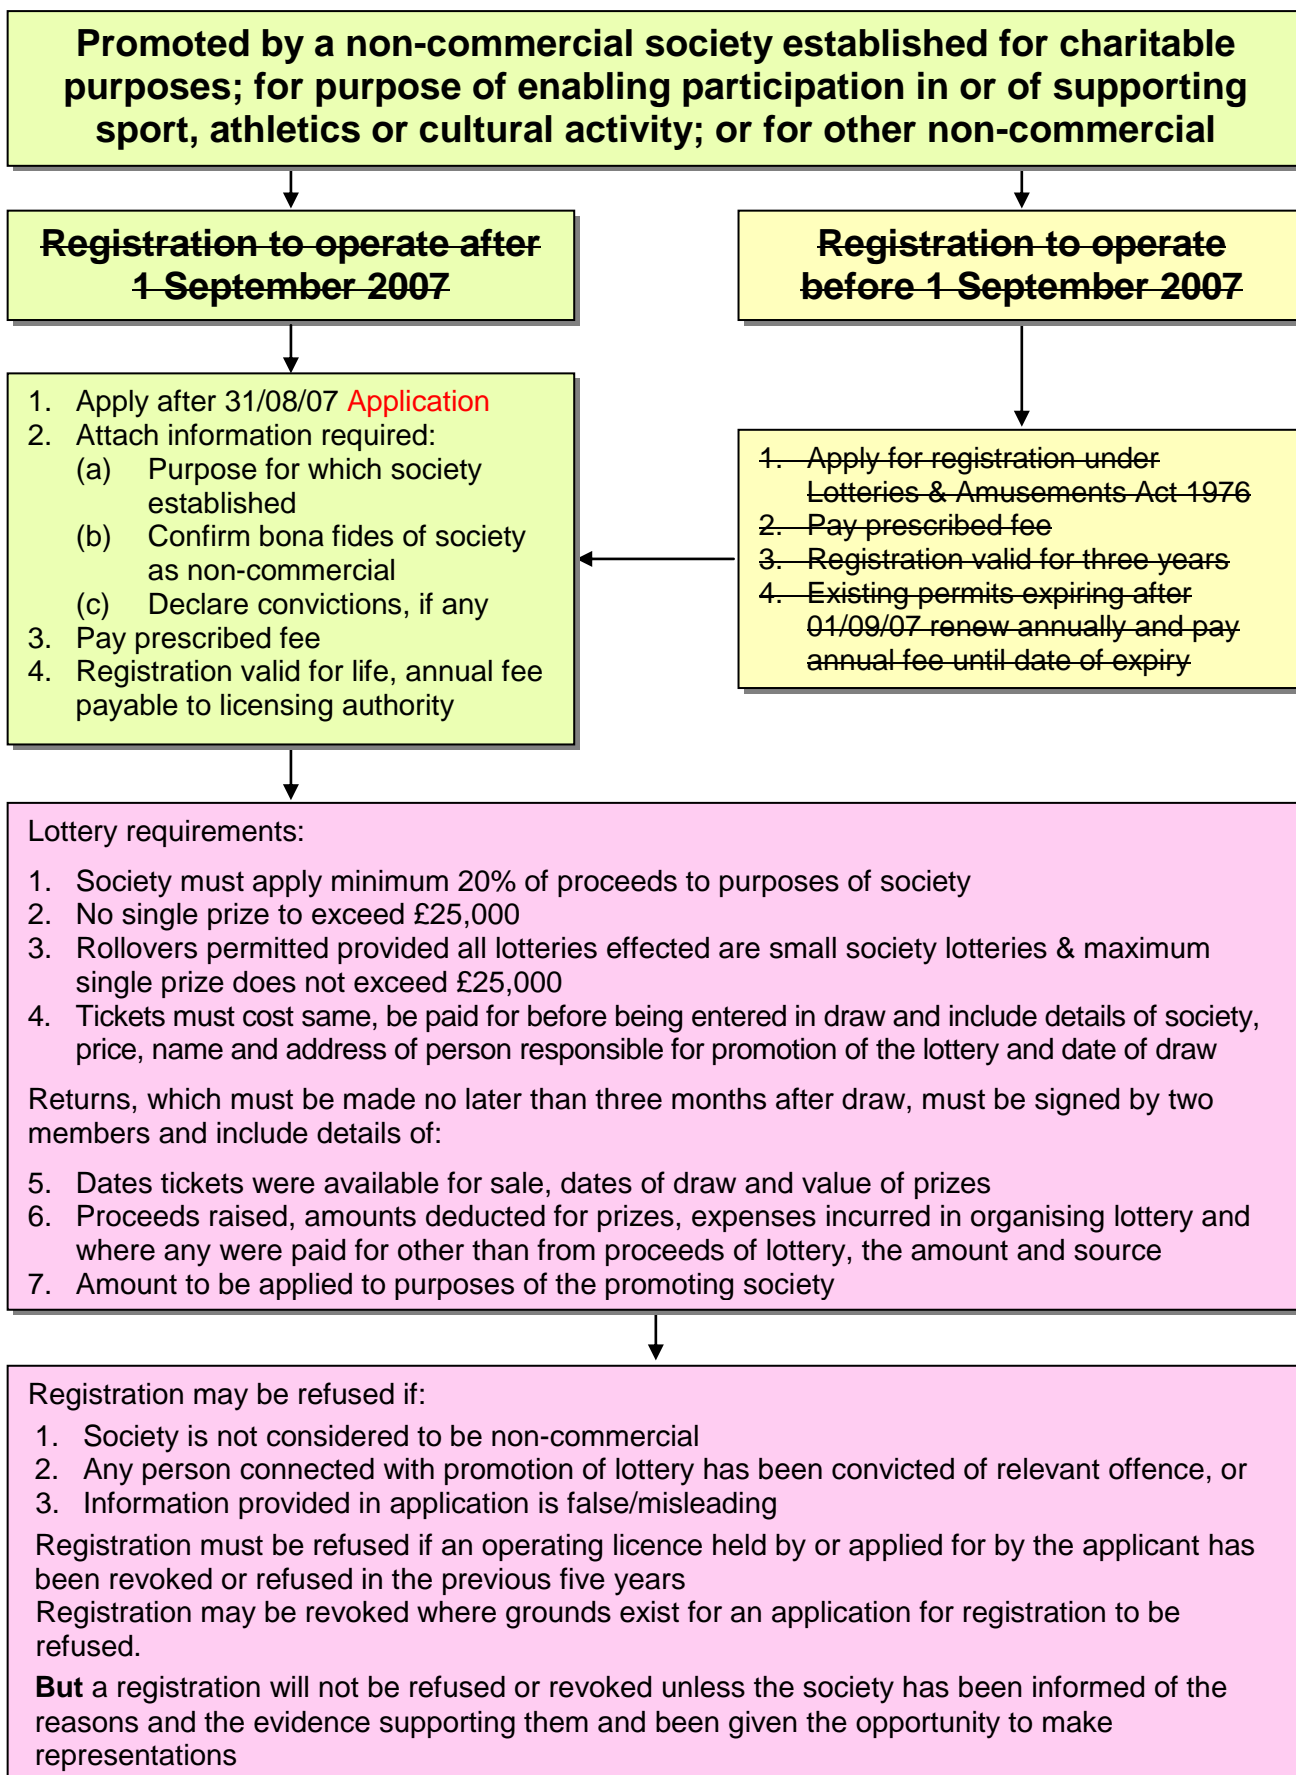 Promoted by a non-commercial society established for charitable
purposes; for purpose of enabling participation in or of supporting
sport, athletics or cultural activity; or for other non-commercial
Registration to operate after
1 September 2007
Registration to operate
before 1 September 2007
1. Apply after 31/08/07 Application
2. Attach information required:
(a) Purpose for which society
established
(b) Confirm bona fides of society
as non-commercial
(c) Declare convictions, if any
3. Pay prescribed fee
4. Registration valid for life, annual fee
payable to licensing authority
1. Apply for registration under
Lotteries & Amusements Act 1976
2. Pay prescribed fee
3. Registration valid for three years
4. Existing permits expiring after
01/09/07 renew annually and pay
annual fee until date of expiry
Lottery requirements:
1. Society must apply minimum 20% of proceeds to purposes of society
2. No single prize to exceed £25,000
3. Rollovers permitted provided all lotteries effected are small society lotteries & maximum
single prize does not exceed £25,000
4. Tickets must cost same, be paid for before being entered in draw and include details of society,
price, name and address of person responsible for promotion of the lottery and date of draw
Returns, which must be made no later than three months after draw, must be signed by two
members and include details of:
5. Dates tickets were available for sale, dates of draw and value of prizes
6. Proceeds raised, amounts deducted for prizes, expenses incurred in organising lottery and
where any were paid for other than from proceeds of lottery, the amount and source
7. Amount to be applied to purposes of the promoting society
Registration may be refused if:
1. Society is not considered to be non-commercial
2. Any person connected with promotion of lottery has been convicted of relevant offence, or
3. Information provided in application is false/misleading
Registration must be refused if an operating licence held by or applied for by the applicant has
been revoked or refused in the previous five years
Registration may be revoked where grounds exist for an application for registration to be
refused.
But a registration will not be refused or revoked unless the society has been informed of the
reasons and the evidence supporting them and been given the opportunity to make
representations